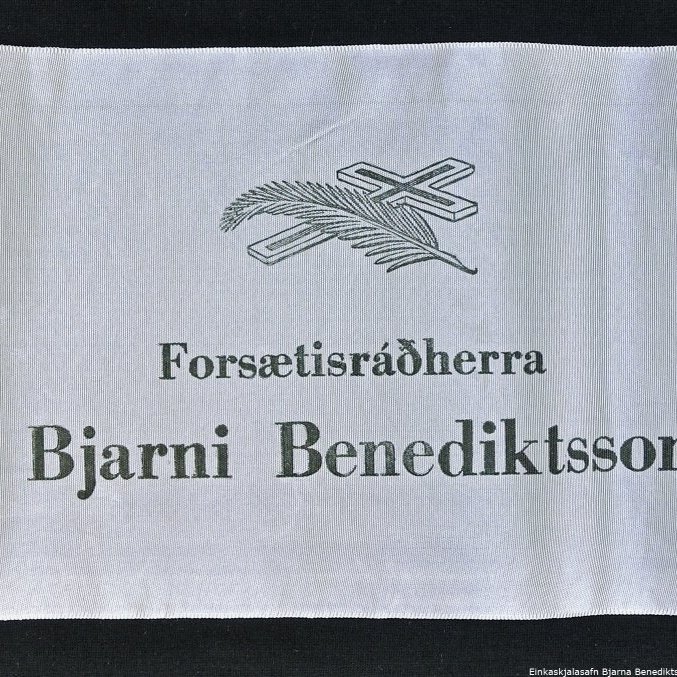 Forsætisráðherra
Bjarni Benediktsson
Einkaskjalasafn Bjarna Benedikts